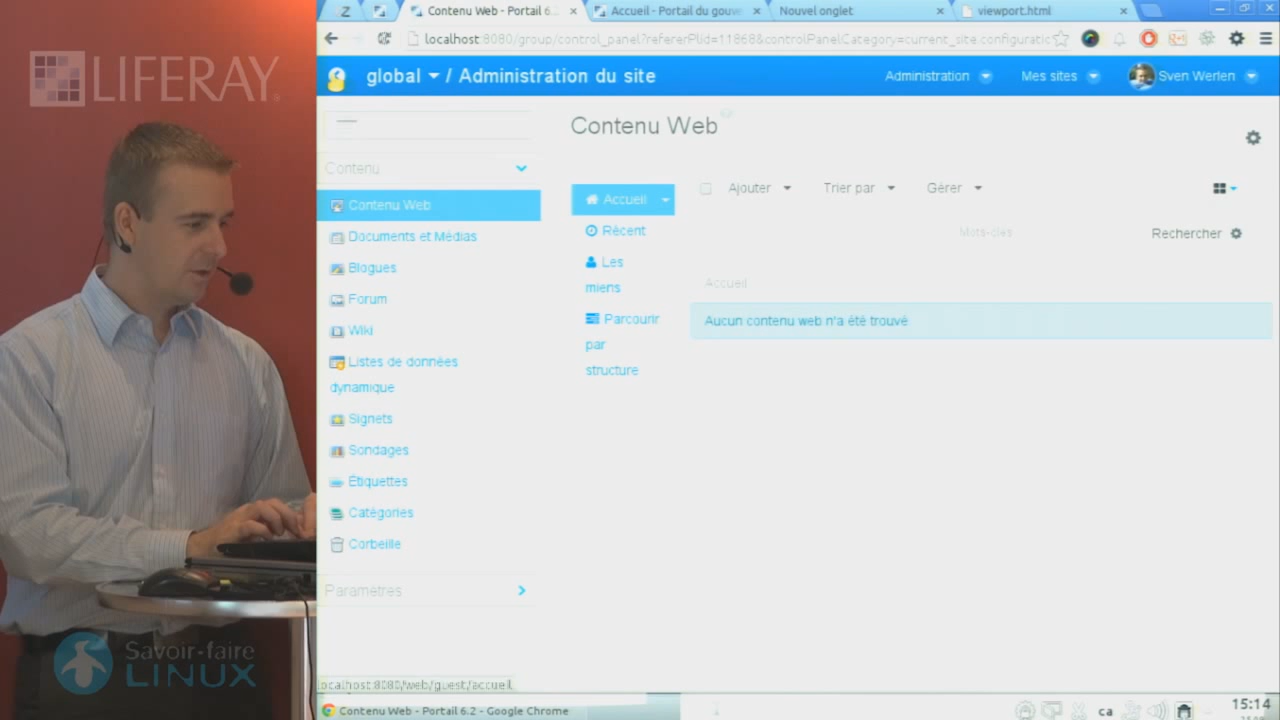 LIFERAY
Savoir-faire
LINUX
Contenu Web - Portail 6.
Accueil - Portail du gouve
Nouvel onglet
viewport.html
localhost:8080/group/control_panel?refererPlid=11868&controlPanelCategory=current_site.configuratic
global / Administration du site
Administration
Mes sites
Sven Werlen
Contenu
Contenu Web
Documents et Médias
Blogues
Forum
Wiki
Listes de données
dynamique
Signets
Sondages
Étiquettes
Catégories
Corbeille
Paramètres
Contenu Web
Accueil
Récent
Les
miens
Parcourir
par
structure
Ajouter
Trier par
Gérer
Mots-clés
Rechercher
Accueil
Aucun contenu web n'a été trouvé
localhost:8080/web/guest/accueil
Contenu Web - Portail 6.2 - Google Chrome
ca
15:14